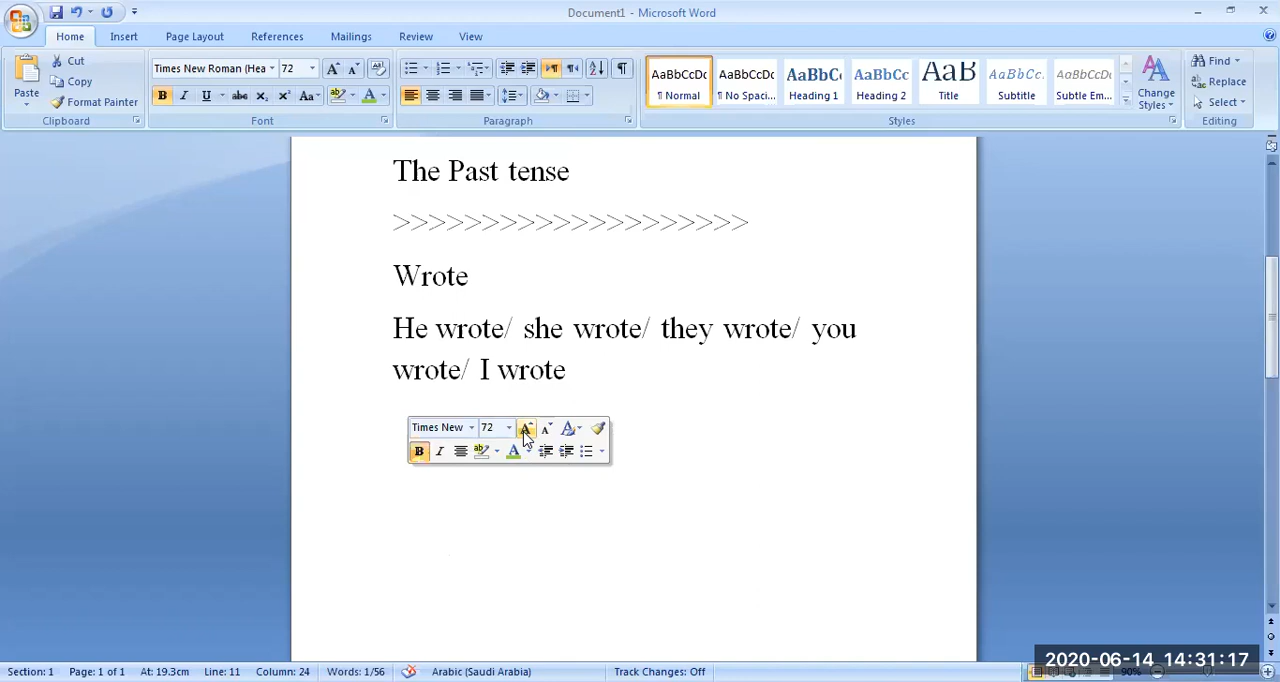 Document1 - Microsoft Word
Home Insert Page Layout References Mailings Review View
Paste
Cut
Copy
Format Painter
Clipboard
Times New Roman (Hea 72
Font
Paragraph
AaBbCcDc AaBbCcDc AaBbC AaBbCc AaB AaBbCc. AaBbCcDc
¶ Normal ¶ No Spaci... Heading 1 Heading 2 Title Subtitle Subtle Em...
Styles
Change Styles
Find
Replace
Select
Editing
The Past tense
>>>>>>>>>>>>>>>>>>>>
Wrote
He wrote/ she wrote/ they wrote/ you
wrote/ I wrote
Times New 72
Section: 1 Page: 1 of 1 At: 19.3cm Line: 11 Column: 24 Words: 1/56 Arabic (Saudi Arabia) Track Changes: Off
2020-06-14 14:31:17
90%